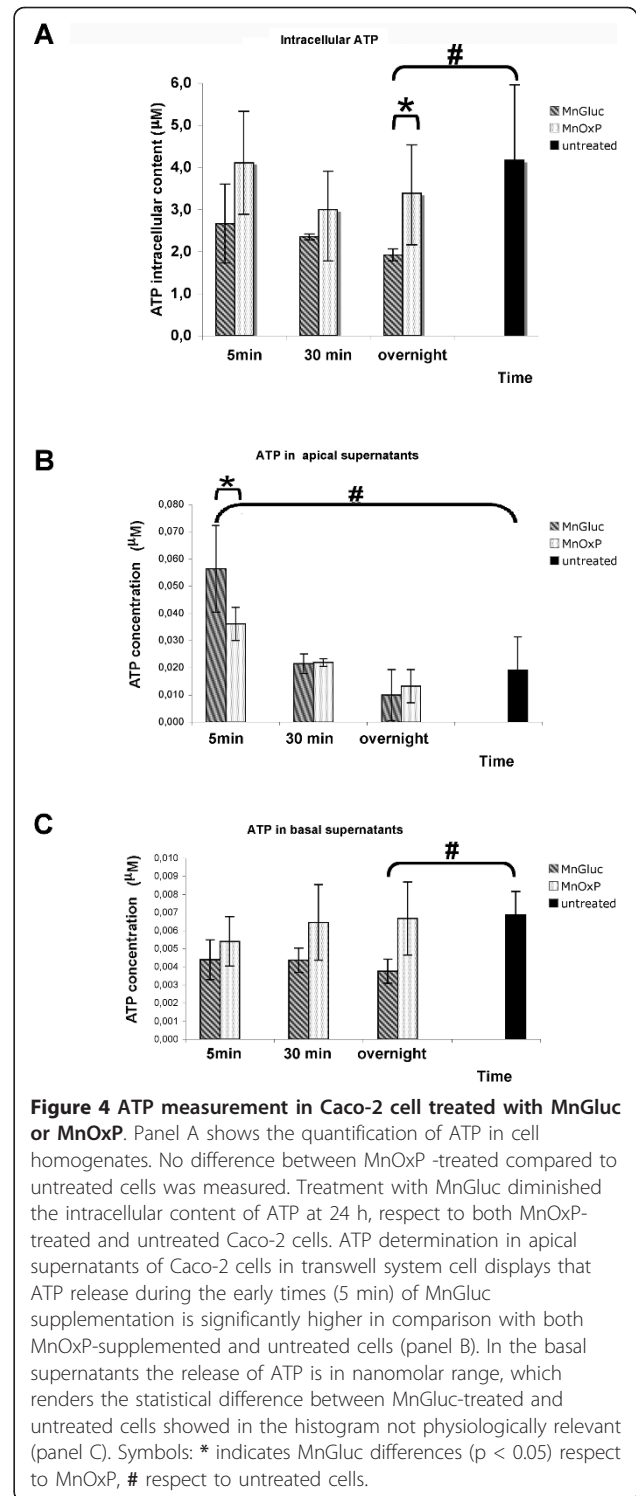 A
Intracellular ATP
#
*
ATP intracellular content (µM)
6,0
5,0
4,0
3,0
2,0
1,0
0,0
5min 30 min overnight
Time
MnGluc
MnOxP
untreated
B
ATP in apical supernatants
*
#
ATP concentration (µM)
0,080
0,070
0,060
0,050
0,040
0,030
0,020
0,010
0,000
5min 30 min overnight
Time
MnGluc
MnOxP
untreated
C
ATP in basal supernatants
#
ATP concentration (µM)
0,010
0,009
0,008
0,007
0,006
0,005
0,004
0,003
0,002
0,001
0,000
5min 30 min overnight
Time
MnGluc
MnOxP
untreated
Figure 4 ATP measurement in Caco-2 cell treated with MnGluc
or MnOxP. Panel A shows the quantification of ATP in cell
homogenates. No difference between MnOxP -treated compared to
untreated cells was measured. Treatment with MnGluc diminished
the intracellular content of ATP at 24 h, respect to both MnOxP-
treated and untreated Caco-2 cells. ATP determination in apical
supernatants of Caco-2 cells in transwell system cell displays that
ATP release during the early times (5 min) of MnGluc
supplementation is significantly higher in comparison with both
MnOxP-supplemented and untreated cells (panel B). In the basal
supernatants the release of ATP is in nanomolar range, which
renders the statistical difference between MnGluc-treated and
untreated cells showed in the histogram not physiologically relevant
(panel C). Symbols: * indicates MnGluc differences (p < 0.05) respect
to MnOxP, # respect to untreated cells.